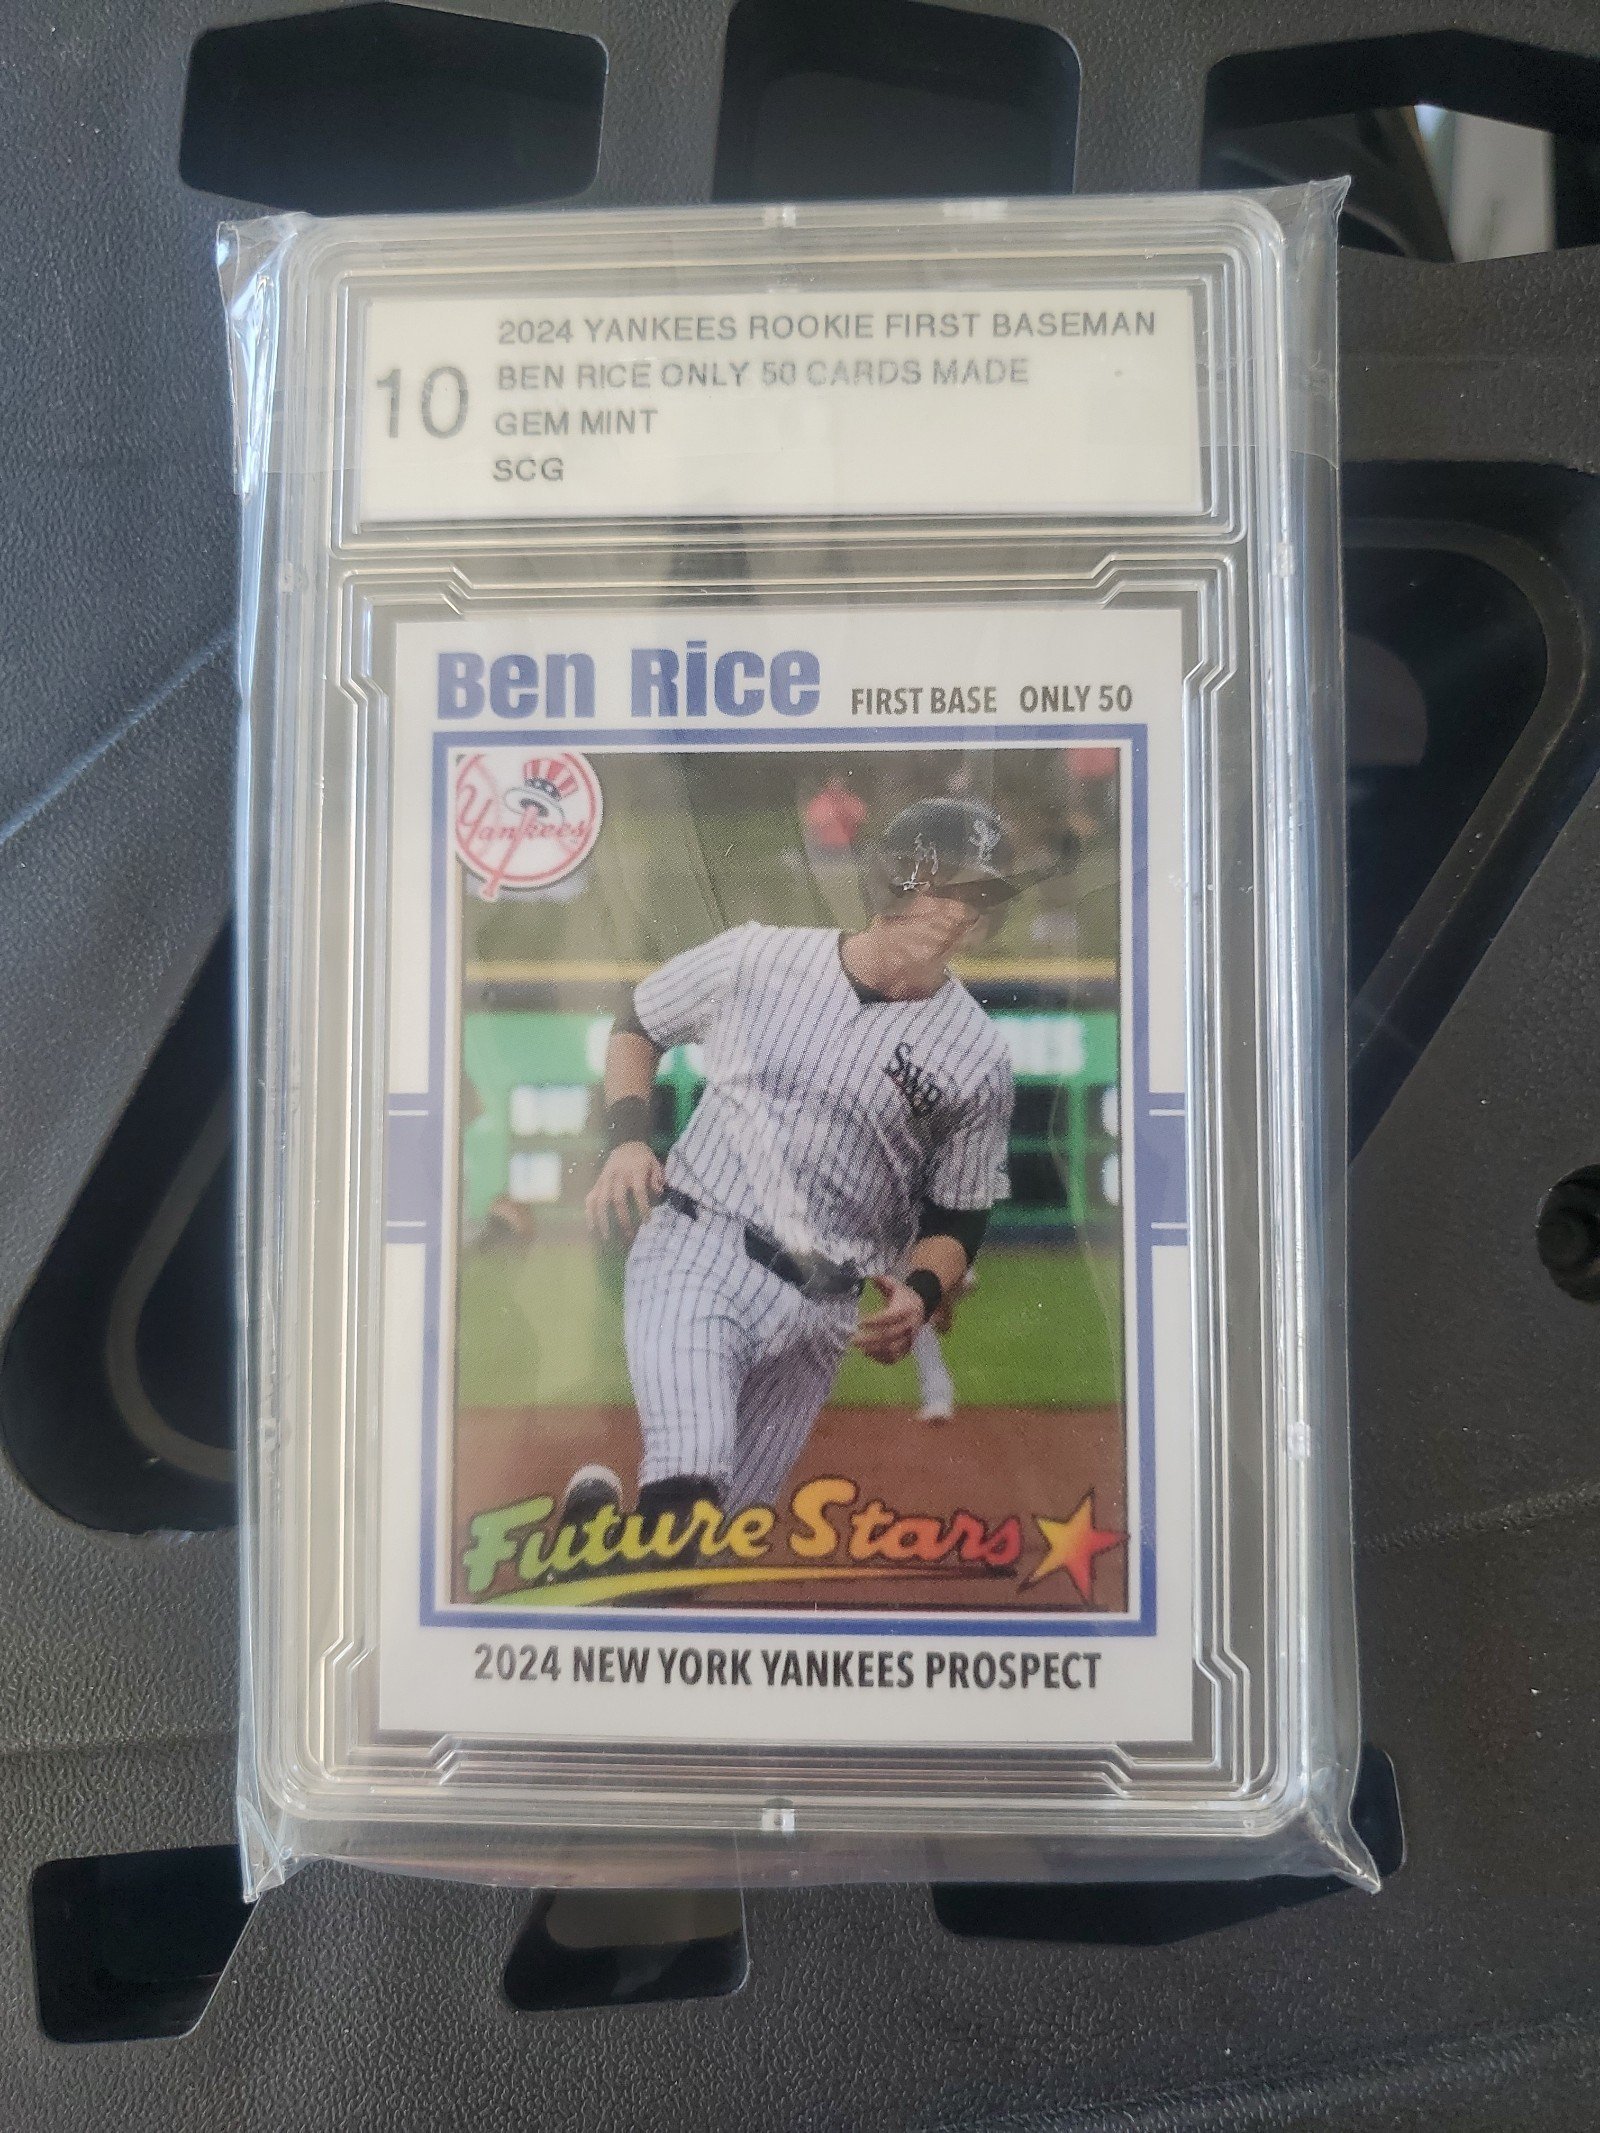 2024 YANKEES ROOKIE FIRST BASEMAN
10 BEN RICE ONLY 50 CARDS MADE
GEM MINT
SCG
Ben Rice FIRST BASE ONLY 50
Yankees
SWB
Future Stars
2024 NEW YORK YANKEES PROSPECT